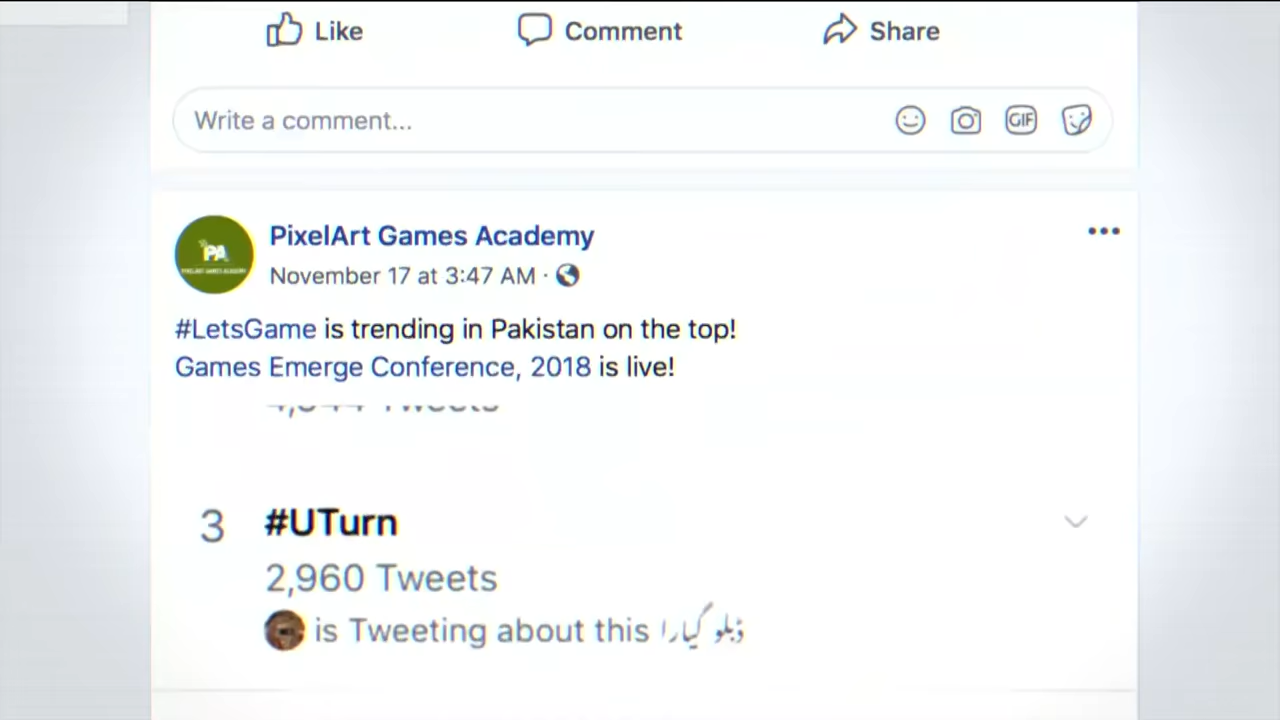 Like
Comment
Share
Write a comment...
GIF
PA
PixelArt Games Academy
November 17 at 3:47 AM ·
#LetsGame is trending in Pakistan on the top!
Games Emerge Conference, 2018 is live!
Tweets
3
#UTurn
2,960 Tweets
is Tweeting about this